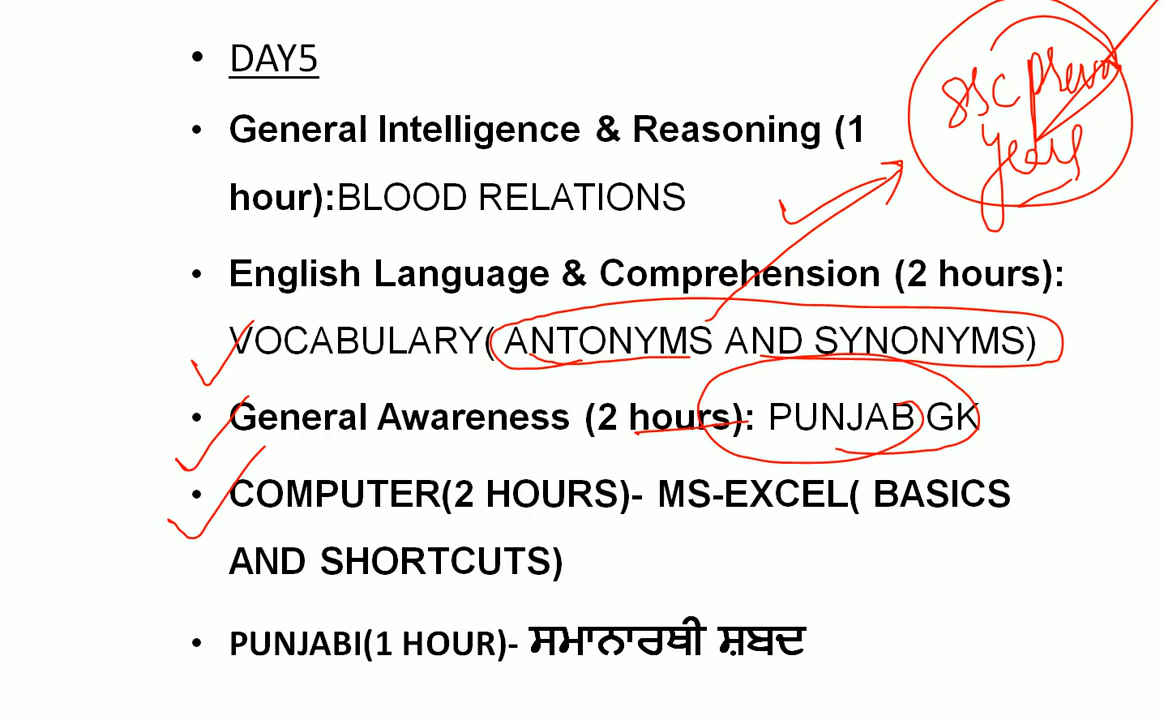 • DAY5
• General Intelligence & Reasoning (1
hour):BLOOD RELATIONS
• English Language & Comprehension (2 hours):
VOCABULARY(ANTONYMS AND SYNONYMS)
• General Awareness (2 hours): PUNJAB GK
• COMPUTER(2 HOURS)- MS-EXCEL( BASICS
AND SHORTCUTS)
• PUNJABI(1 HOUR)- ਸਮਾਨਾਰਥੀ ਸ਼ਬਦ
SSC
years